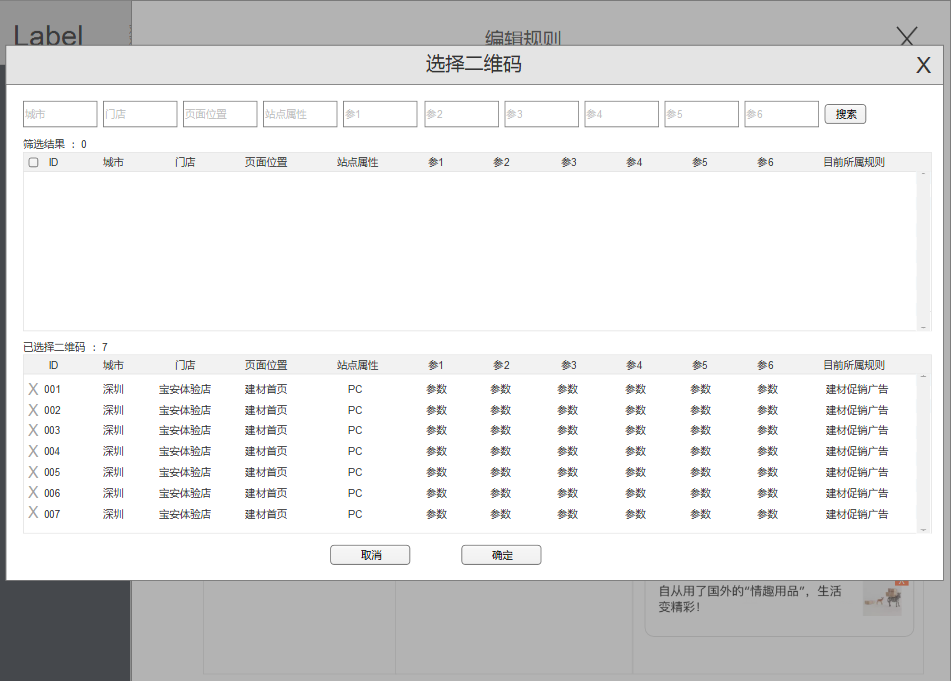 Label
编辑规则 X
选择二维码 X
城市 门店 页面位置 站点属性 参1 参2 参3 参4 参5 参6 搜索
筛选结果 : 0
ID 城市 门店 页面位置 站点属性 参1 参2 参3 参4 参5 参6 目前所属规则
已选择二维码 : 7
ID 城市 门店 页面位置 站点属性 参1 参2 参3 参4 参5 参6 目前所属规则
X 001 深圳 宝安体验店 建材首页 PC 参数 参数 参数 参数 参数 参数 建材促销广告
X 002 深圳 宝安体验店 建材首页 PC 参数 参数 参数 参数 参数 参数 建材促销广告
X 003 深圳 宝安体验店 建材首页 PC 参数 参数 参数 参数 参数 参数 建材促销广告
X 004 深圳 宝安体验店 建材首页 PC 参数 参数 参数 参数 参数 参数 建材促销广告
X 005 深圳 宝安体验店 建材首页 PC 参数 参数 参数 参数 参数 参数 建材促销广告
X 006 深圳 宝安体验店 建材首页 PC 参数 参数 参数 参数 参数 参数 建材促销广告
X 007 深圳 宝安体验店 建材首页 PC 参数 参数 参数 参数 参数 参数 建材促销广告
取消 确定
自从用了国外的“情趣用品”，生活
变精彩！